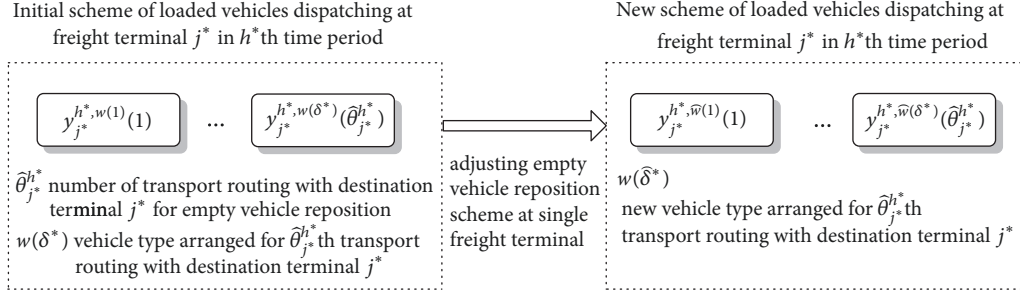 Initial scheme of loaded vehicles dispatching at
freight terminal j* in h*th time period
y_{j*}^{h*,w(1)}(1) ... y_{j*}^{h*,w(δ*)}(θ̂_{j*}^{h*})
θ̂_{j*}^{h*} number of transport routing with destination
terminal j* for empty vehicle reposition
w(δ*) vehicle type arranged for θ̂_{j*}^{h*}th transport
routing with destination terminal j*
adjusting empty
vehicle reposition
scheme at single
freight terminal
New scheme of loaded vehicles dispatching at
freight terminal j* in h*th time period
y_{j*}^{h*,ŵ(1)}(1) ... y_{j*}^{h*,ŵ(δ*)}(θ̂_{j*}^{h*})
w(δ̂*)
new vehicle type arranged for θ̂_{j*}^{h*}th
transport routing with destination terminal j*